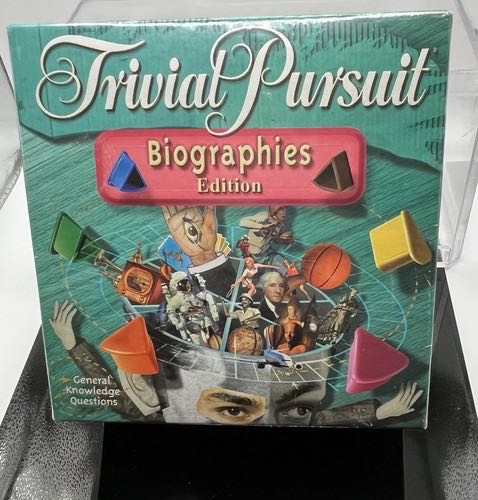 Trivial Pursuit
Biographies
Edition
General
Knowledge
Questions